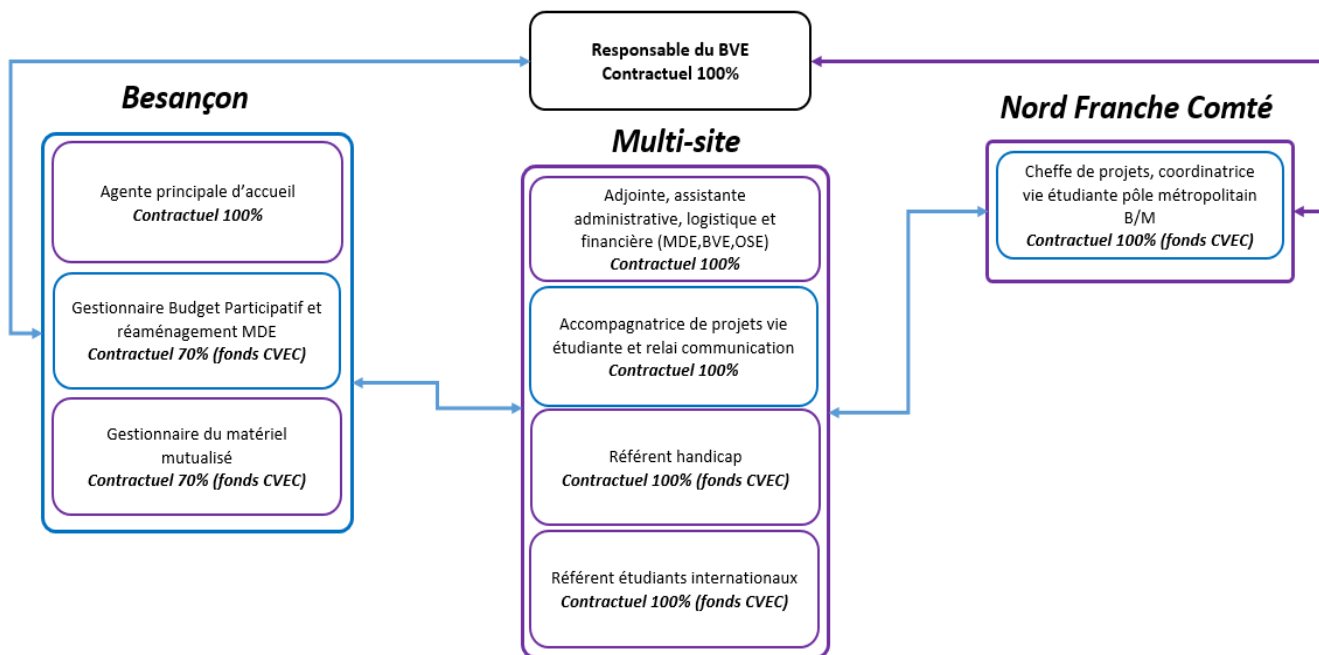 Responsable du BVE
Contractuel 100%
Besançon
Agente principale d’accueil
Contractuel 100%
Gestionnaire Budget Participatif et
réaménagement MDE
Contractuel 70% (fonds CVEC)
Gestionnaire du matériel
mutualisé
Contractuel 70% (fonds CVEC)
Multi-site
Adjointe, assistante
administrative, logistique et
financière (MDE,BVE,OSE)
Contractuel 100%
Accompagnatrice de projets vie
étudiante et relai communication
Contractuel 100%
Référent handicap
Contractuel 100% (fonds CVEC)
Référent étudiants internationaux
Contractuel 100% (fonds CVEC)
Nord Franche Comté
Cheffe de projets, coordinatrice
vie étudiante pôle métropolitain
B/M
Contractuel 100% (fonds CVEC)